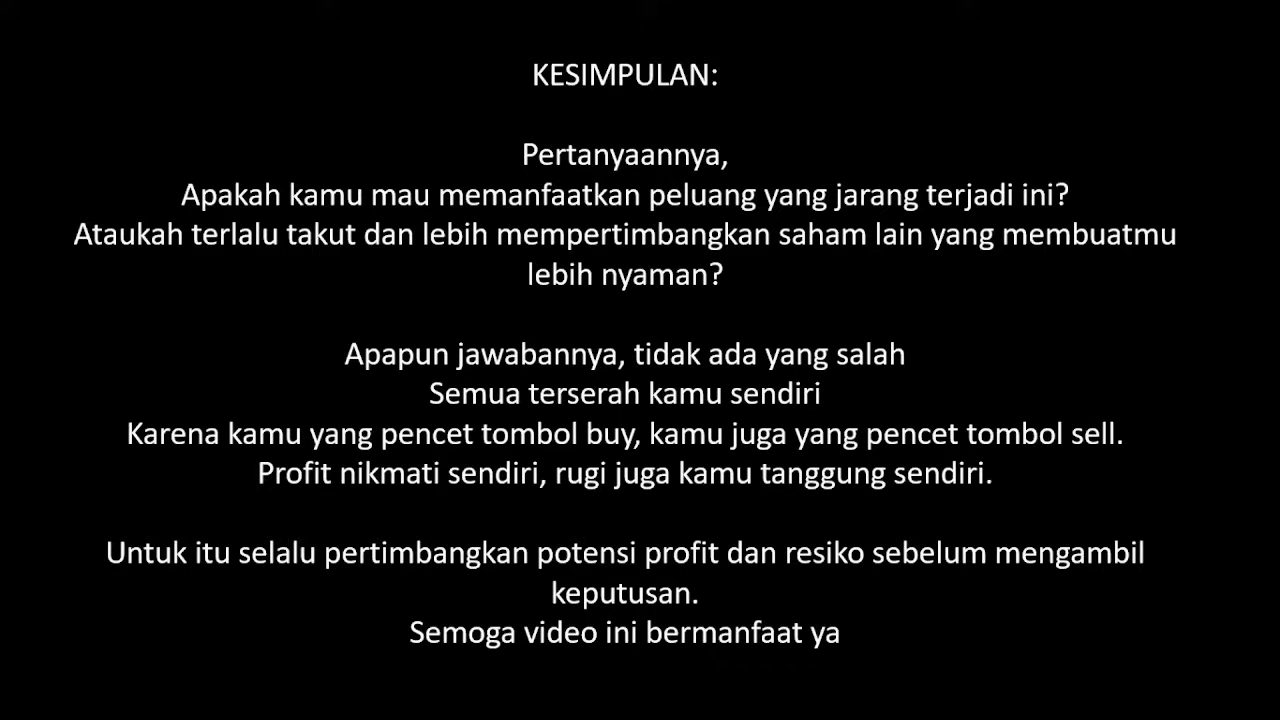 KESIMPULAN:
Pertanyaannya,
Apakah kamu mau memanfaatkan peluang yang jarang terjadi ini?
Ataukah terlalu takut dan lebih mempertimbangkan saham lain yang membuatmu
lebih nyaman?
Apapun jawabannya, tidak ada yang salah
Semua terserah kamu sendiri
Karena kamu yang pencet tombol buy, kamu juga yang pencet tombol sell.
Profit nikmati sendiri, rugi juga kamu tanggung sendiri.
Untuk itu selalu pertimbangkan potensi profit dan resiko sebelum mengambil
keputusan.
Semoga video ini bermanfaat ya